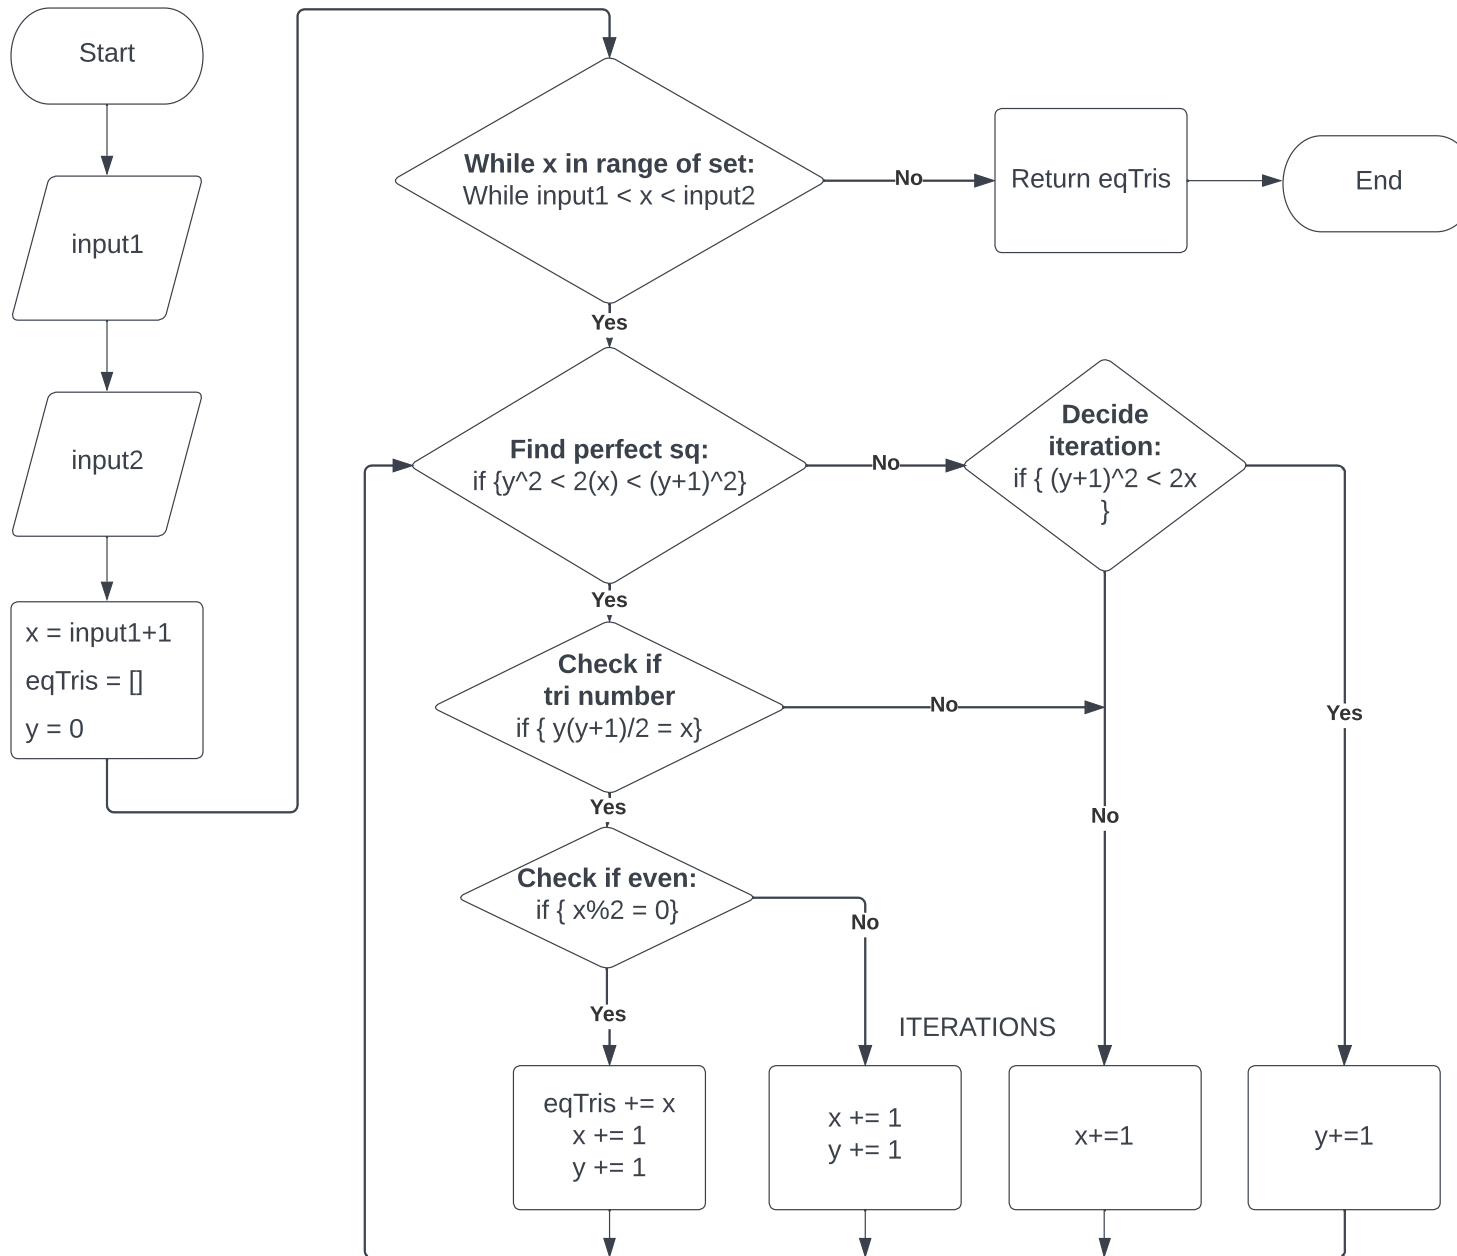 Start
input1
input2
x = input1+1
eqTris = []
y = 0
While x in range of set:
While input1 < x < input2
No
Return eqTris
End
Yes
Find perfect sq:
if {y^2 < 2(x) < (y+1)^2}
No
Decide
iteration:
if { (y+1)^2 < 2x
}
Yes
Check if
tri number
if { y(y+1)/2 = x}
No
Yes
No
Yes
Check if even:
if { x%2 = 0}
No
Yes
ITERATIONS
eqTris += x
x += 1
y += 1
x += 1
y += 1
x+=1
y+=1